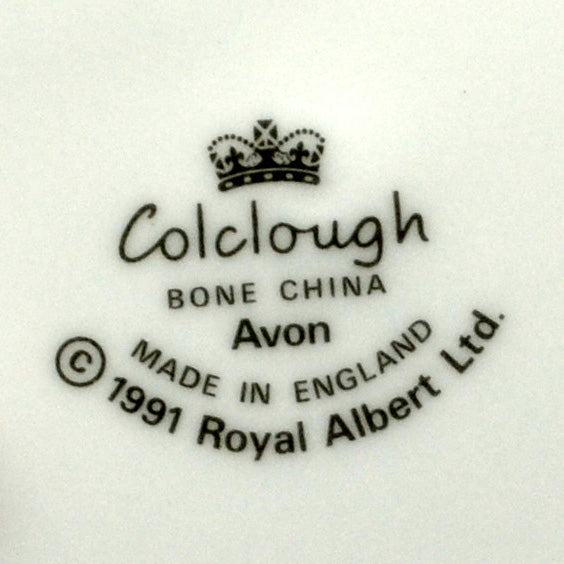 Colclough
BONE CHINA
Avon
MADE IN ENGLAND
© 1991 Royal Albert Ltd.